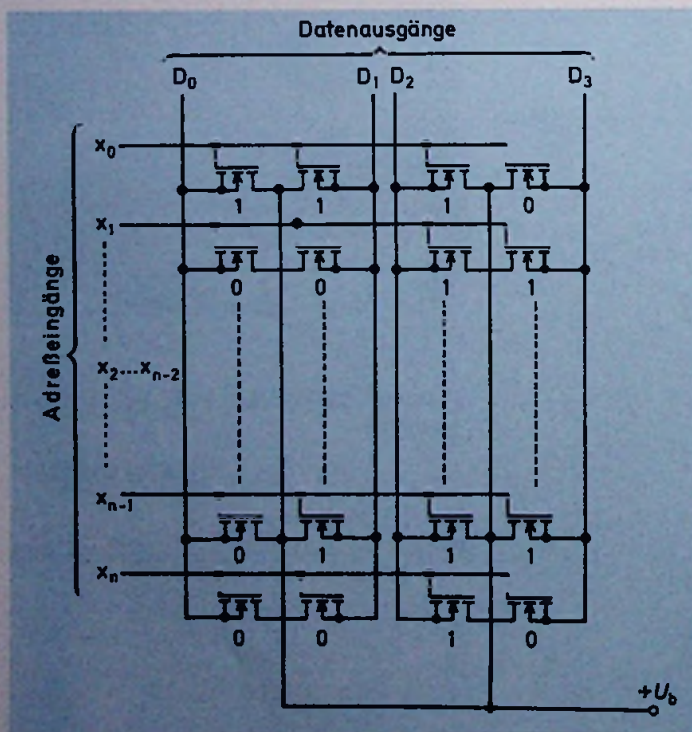 Datenausgänge
D₀ D₁ D₂ D₃
Adreßeingänge
x₀
1 1 1 0
x₁
0 0 1 1
x₂...xₙ₋₂
xₙ₋₁
0 1 1 1
xₙ
0 0 1 0
+U_b